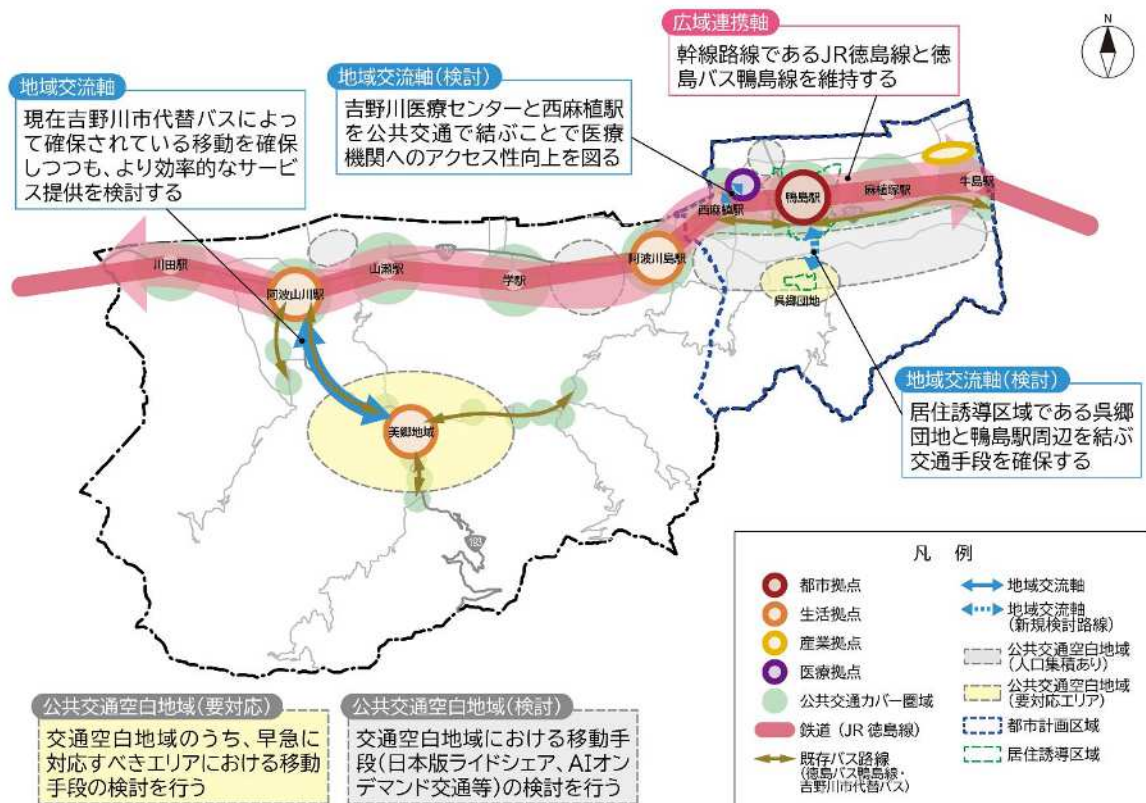 広域連携軸
幹線路線であるJR徳島線と徳
島バス鴨島線を維持する
N
地域交流軸
現在吉野川市代替バスによっ
て確保されている移動を確保
しつつも、より効率的なサー
ビス提供を検討する
地域交流軸(検討)
吉野川医療センターと西麻植駅
を公共交通で結ぶことで医療
機関へのアクセス性向上を図る
川田駅
阿波山川駅
山瀬駅
学駅
阿波川島駅
西麻植駅
鴨島駅
麻植塚駅
牛島駅
呉郷団地
美郷地域
193
地域交流軸(検討)
居住誘導区域である呉郷
団地と鴨島駅周辺を結ぶ
交通手段を確保する
公共交通空白地域(要対応)
交通空白地域のうち、早急に
対応すべきエリアにおける移動
手段の検討を行う
公共交通空白地域(検討)
交通空白地域における移動手
段(日本版ライドシェア、AIオン
デマンド交通等)の検討を行う
凡 例
都市拠点
生活拠点
産業拠点
医療拠点
公共交通カバー圏域
鉄道(JR徳島線)
既存バス路線
(徳島バス鴨島線・
吉野川市代替バス)
地域交流軸
地域交流軸
(新規検討路線)
公共交通空白地域
(人口集積あり)
公共交通空白地域
(要対応エリア)
都市計画区域
居住誘導区域